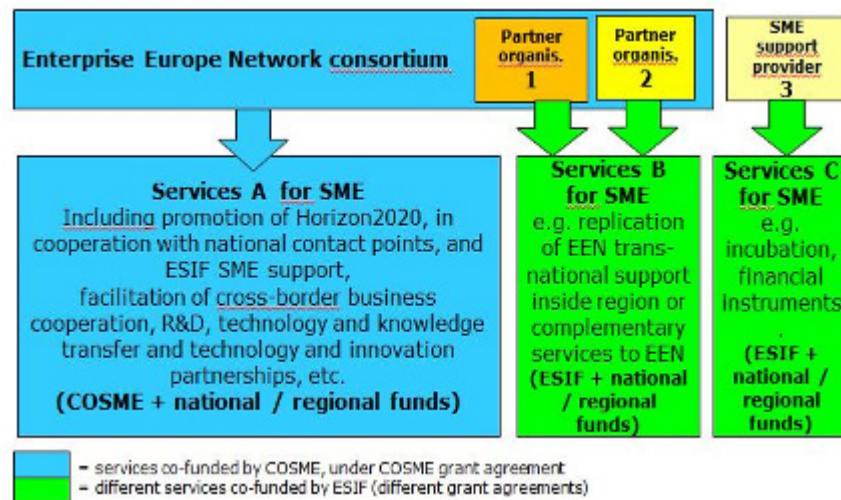 Enterprise Europe Network consortium
Partner
organis.
1
Partner
organis.
2
SME
support
provider
3
Services A for SME
Including promotion of Horizon2020, in
cooperation with national contact points, and
ESIF SME support,
facilitation of cross-border business
cooperation, R&D, technology and knowledge
transfer and technology and innovation
partnerships, etc.
(COSME + national / regional funds)
Services B
for SME
e.g. replication
of EEN trans-
national support
inside region or
complementary
services to EEN
(ESIF + national
/ regional
funds)
Services C
for SME
e.g.
incubation,
financial
instruments
.
(ESIF +
national /
regional
funds)
= services co-funded by COSME, under COSME grant agreement
= different services co-funded by ESIF (different grant agreements)